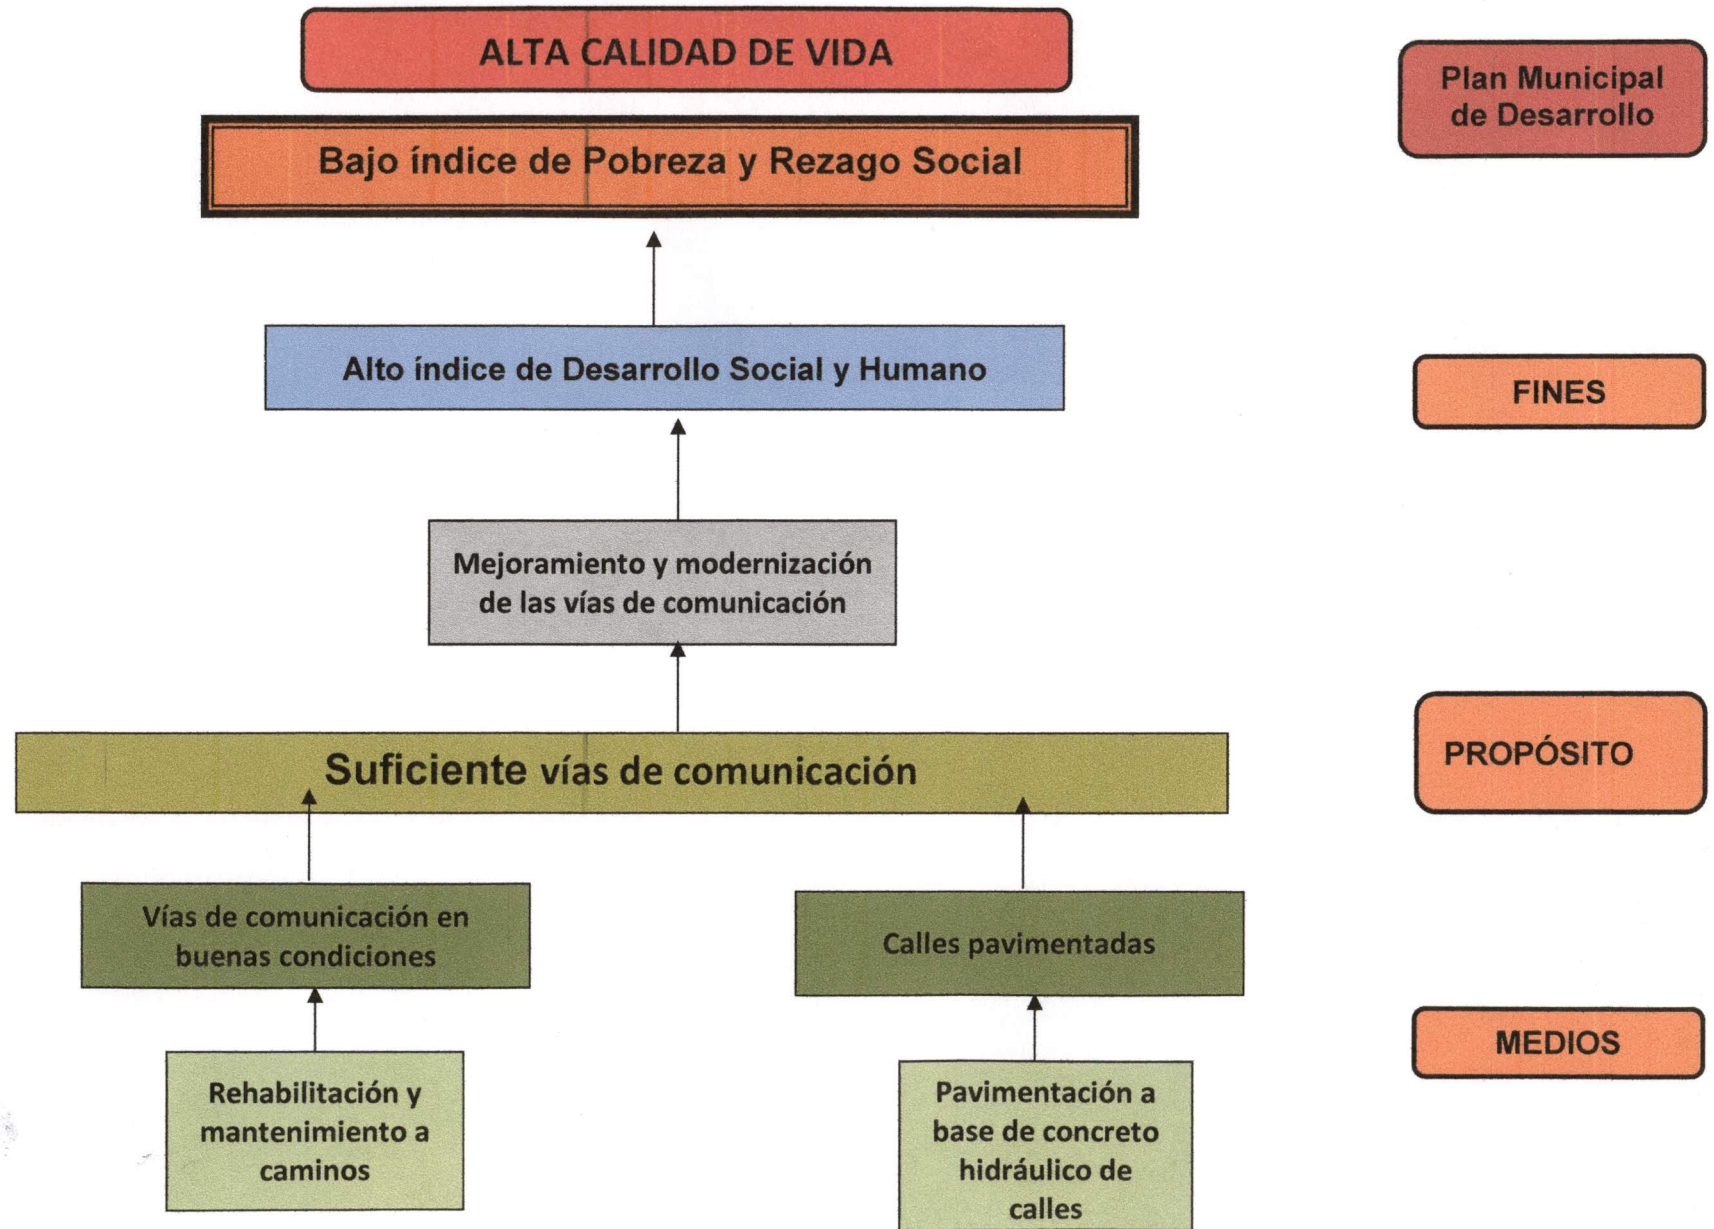 ALTA CALIDAD DE VIDA
Plan Municipal
de Desarrollo
Bajo índice de Pobreza y Rezago Social
Alto índice de Desarrollo Social y Humano
FINES
Mejoramiento y modernización
de las vías de comunicación
Suficiente vías de comunicación
PROPÓSITO
Vías de comunicación en
buenas condiciones
Calles pavimentadas
MEDIOS
Rehabilitación y
mantenimiento a
caminos
Pavimentación a
base de concreto
hidráulico de
calles